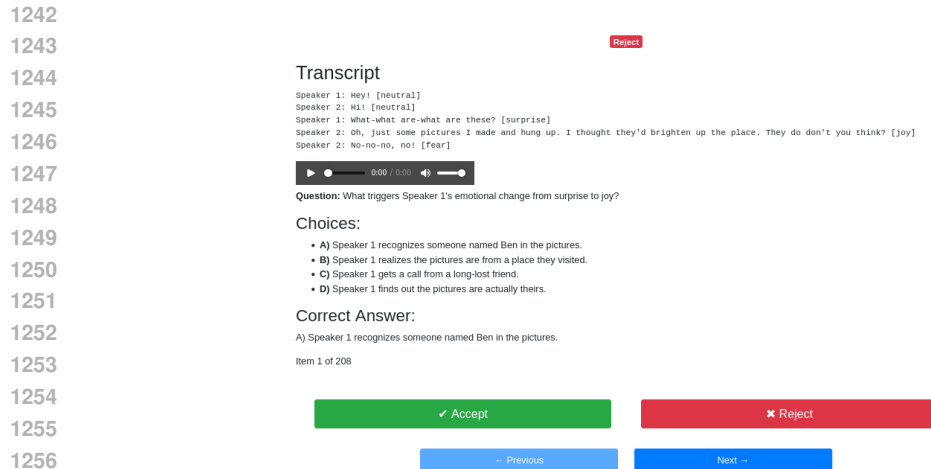 1242
1243
Reject
1244
Transcript
Speaker 1: Hey! [neutral]
1245
Speaker 2: Hi! [neutral]
Speaker 1: What-what are-what are these? [surprise]
1246
Speaker 2: Oh, just some pictures I made and hung up. I thought they'd brighten up the place. They do don't you think? [joy]
Speaker 2: No-no-no, no! [fear]
1247
0:00 / 0:00
1248
Question: What triggers Speaker 1's emotional change from surprise to joy?
1249
Choices:
• A) Speaker 1 recognizes someone named Ben in the pictures.
• B) Speaker 1 realizes the pictures are from a place they visited.
1250
• C) Speaker 1 gets a call from a long-lost friend.
• D) Speaker 1 finds out the pictures are actually theirs.
1251
Correct Answer:
1252
A) Speaker 1 recognizes someone named Ben in the pictures.
1253
Item 1 of 208
1254
✔ Accept
✖ Reject
1255
1256
← Previous
Next →